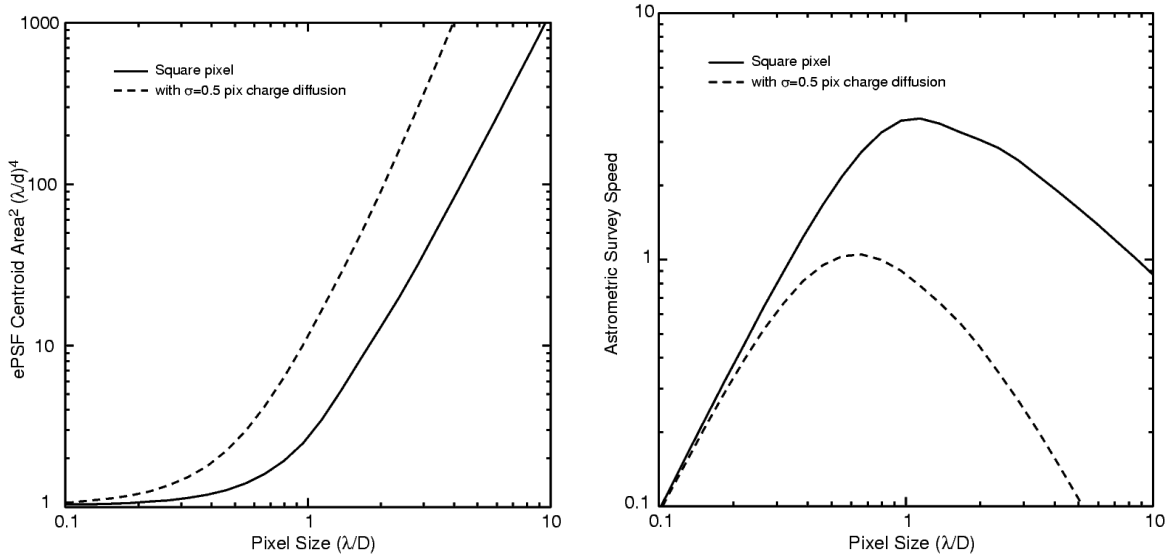 1000
100
10
1
ePSF Centroid Area² (λ/d)⁴
Square pixel
with σ=0.5 pix charge diffusion
0.1
1
10
Pixel Size (λ/D)
10
1
0.1
Astrometric Survey Speed
Square pixel
with σ=0.5 pix charge diffusion
0.1
1
10
Pixel Size (λ/D)